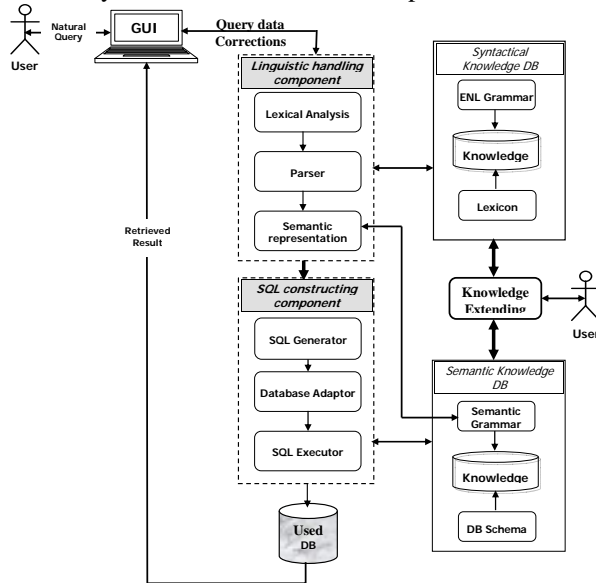 Natural
Query
User
GUI
Query data
Corrections
Linguistic handling
component
Lexical Analysis
Parser
Semantic
representation
SQL constructing
component
SQL Generator
Database Adaptor
SQL Executor
Used
DB
Retrieved
Result
Syntactical
Knowledge DB
ENL Grammar
Knowledge
Lexicon
Knowledge
Extending
User
Semantic Knowledge
DB
Semantic
Grammar
Knowledge
DB Schema